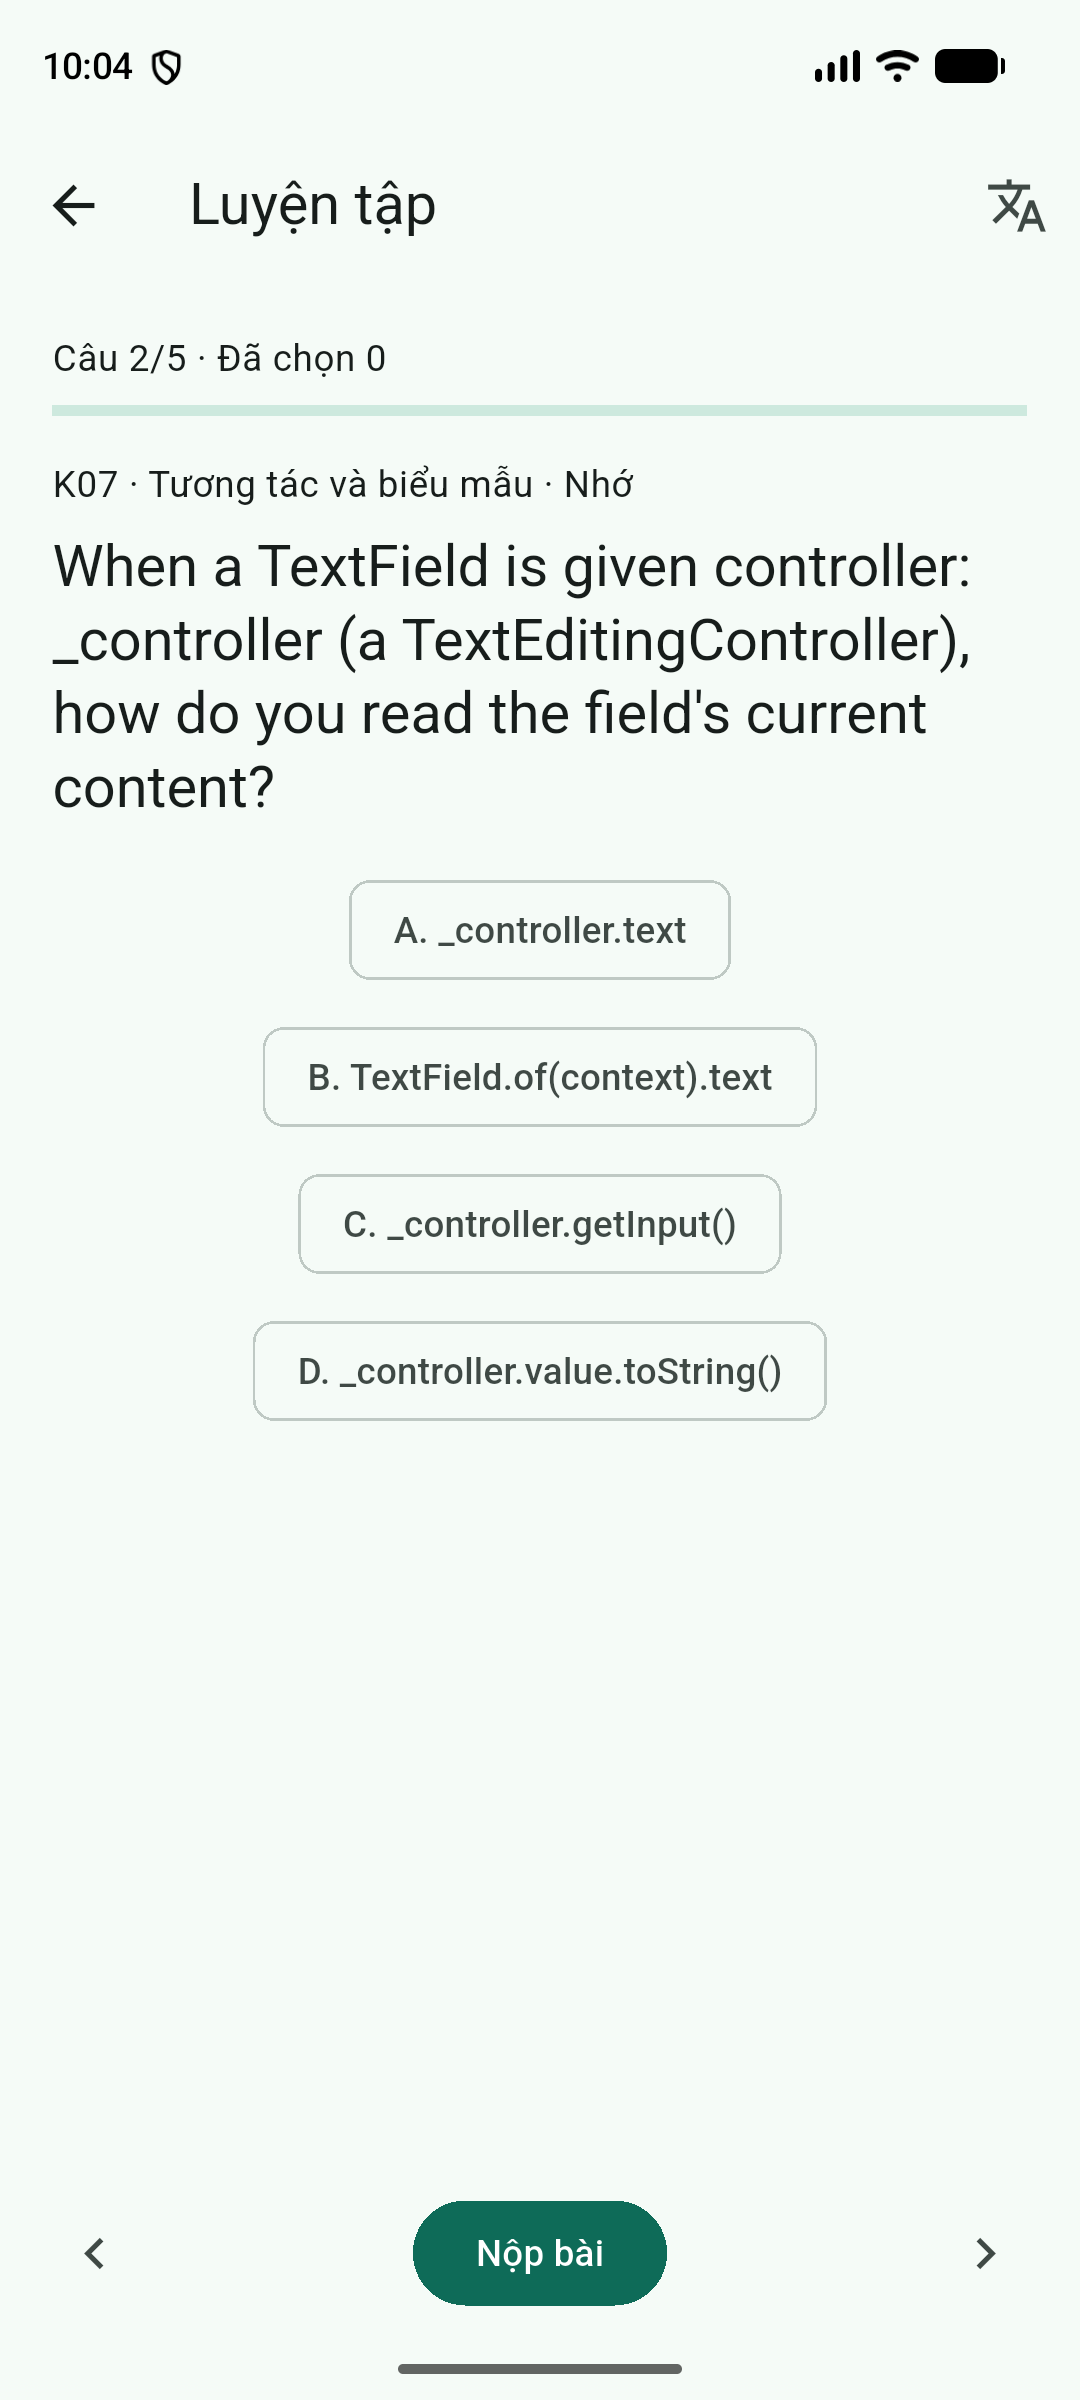 10:04
Luyện tập
Câu 2/5 · Đã chọn 0
K07 · Tương tác và biểu mẫu · Nhớ
When a TextField is given controller:
_controller (a TextEditingController),
how do you read the field's current
content?
A. _controller.text
B. TextField.of(context).text
C. _controller.getInput()
D. _controller.value.toString()
Nộp bài